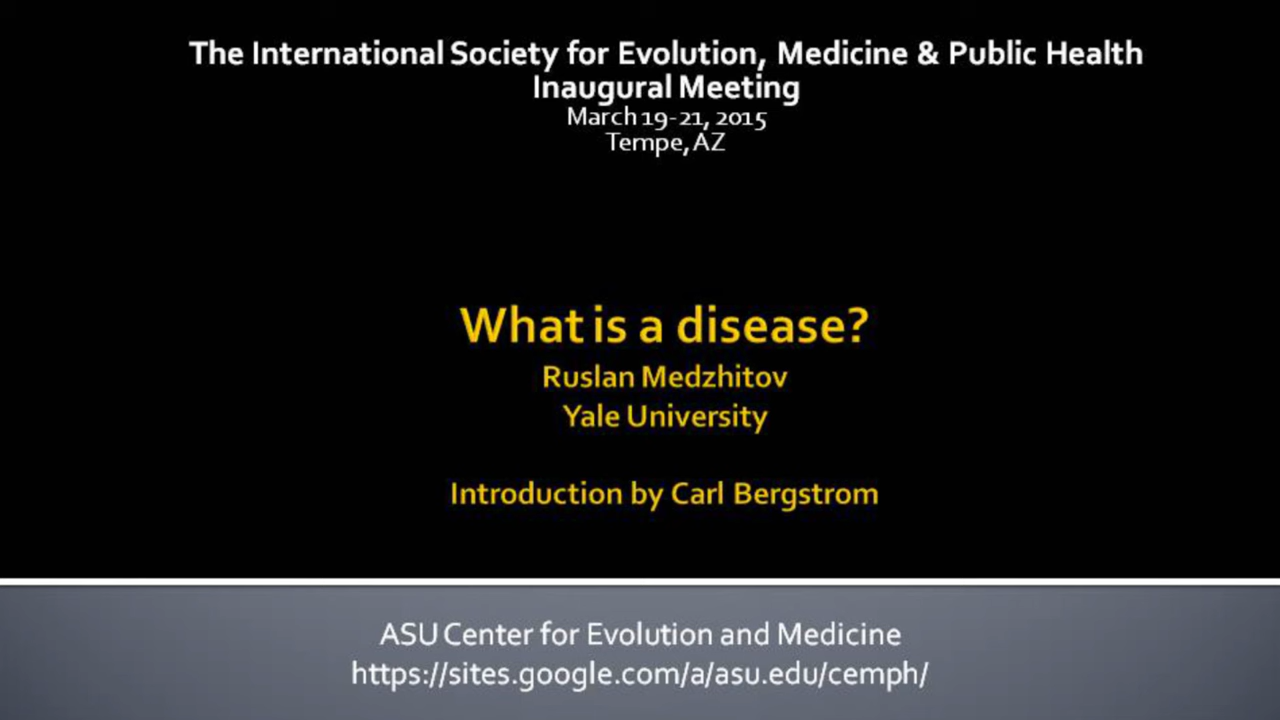 The International Society for Evolution, Medicine & Public Health
Inaugural Meeting
March 19-21, 2015
Tempe, AZ
What is a disease?
Ruslan Medzhitov
Yale University
Introduction by Carl Bergstrom
ASU Center for Evolution and Medicine
https://sites.google.com/a/asu.edu/cemph/